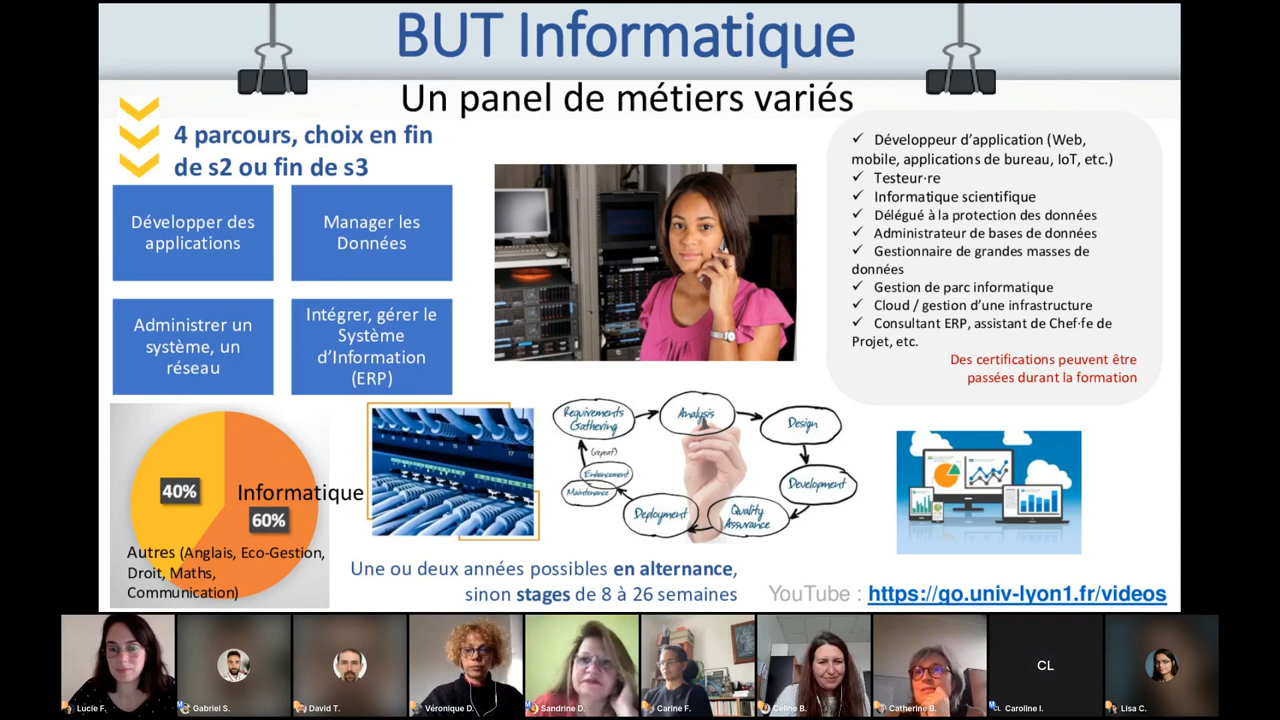 BUT Informatique
Un panel de métiers variés
4 parcours, choix en fin
de s2 ou fin de s3
Développer des
applications
Manager les
Données
Administrer un
système, un
réseau
Intégrer, gérer le
Système
d’Information
(ERP)
✓ Développeur d’application (Web,
mobile, applications de bureau, IoT, etc.)
✓ Testeur·re
✓ Informatique scientifique
✓ Délégué à la protection des données
✓ Administrateur de bases de données
✓ Gestionnaire de grandes masses de
données
✓ Gestion de parc informatique
✓ Cloud / gestion d’une infrastructure
✓ Consultant ERP, assistant de Chef·fe de
Projet, etc.
Des certifications peuvent être
passées durant la formation
40%
Informatique
60%
Autres (Anglais, Eco-Gestion,
Droit, Maths,
Communication)
Requirements
Gathering
Analysis
Design
Development
Quality
Assurance
Deployment
Maintenance
Enhancement
(repeat)
Une ou deux années possibles en alternance,
sinon stages de 8 à 26 semaines
YouTube : https://go.univ-lyon1.fr/videos
CL
Lucie F.
Gabriel S.
David T.
Véronique D.
Sandrine D.
Carine F.
Céline B.
Catherine B.
Caroline I.
Lisa C.